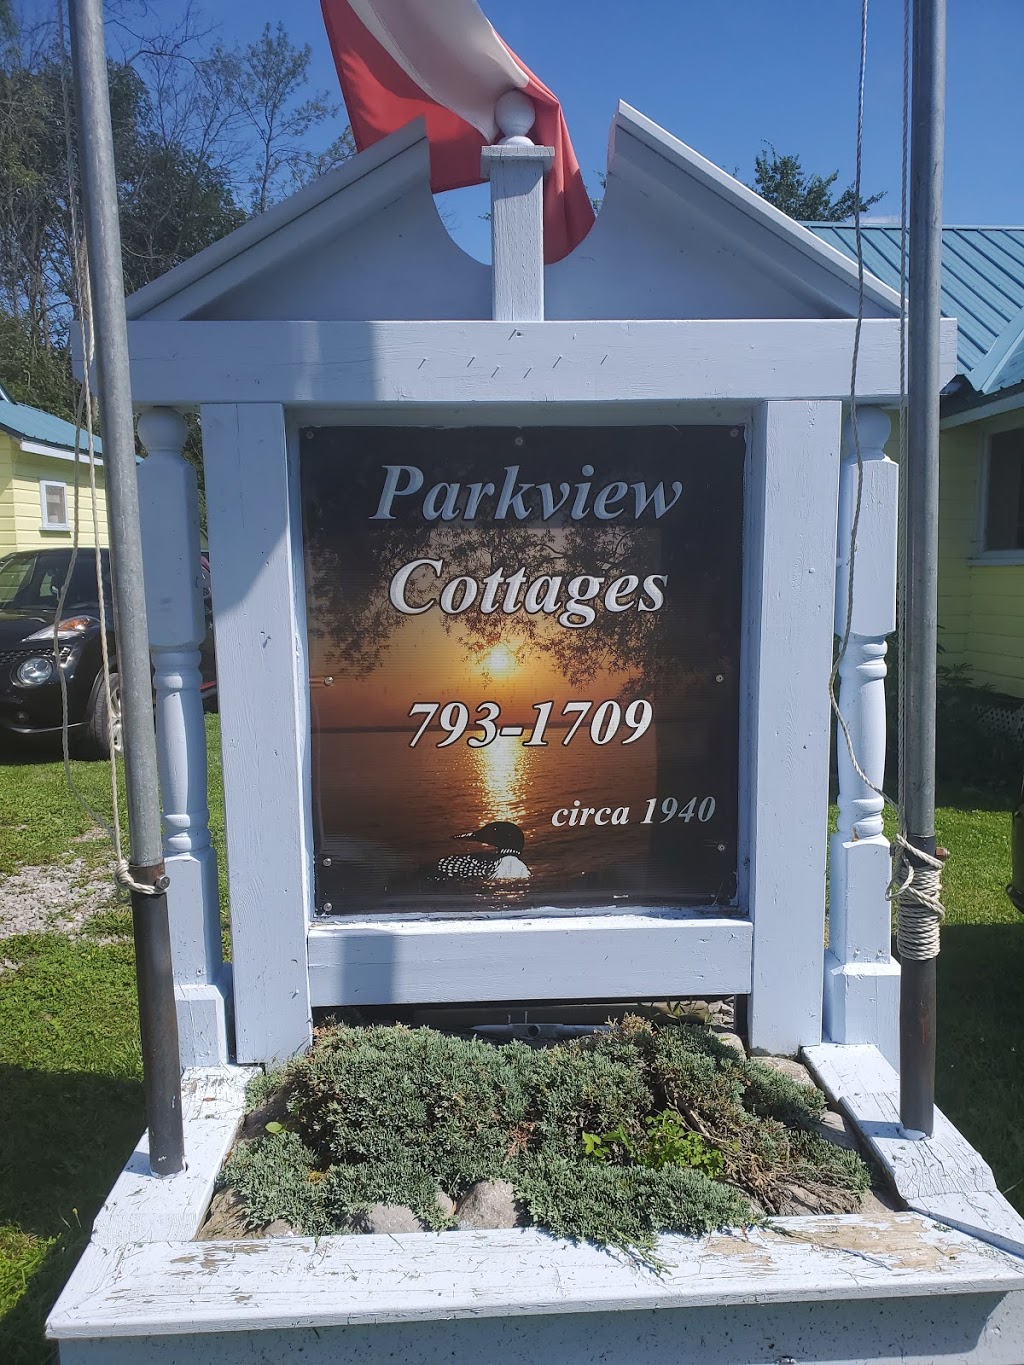 Parkview
Cottages
793-1709
circa 1940